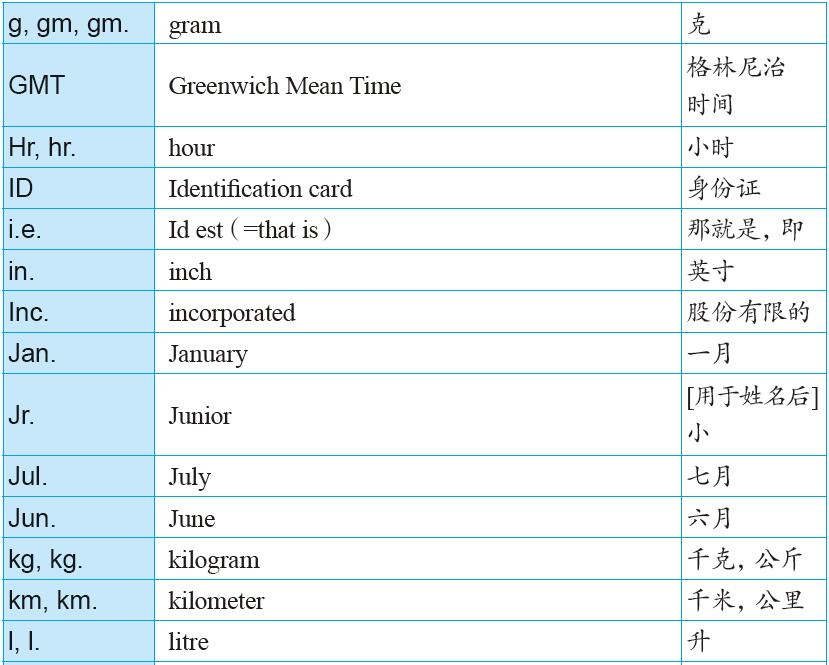 g, gm, gm. gram 克
GMT Greenwich Mean Time 格林尼治
时间
Hr, hr. hour 小时
ID Identification card 身份证
i.e. Id est（=that is） 那就是，即
in. inch 英寸
Inc. incorporated 股份有限的
Jan. January 一月
Jr. Junior [用于姓名后]
小
Jul. July 七月
Jun. June 六月
kg, kg. kilogram 千克，公斤
km, km. kilometer 千米，公里
l, l. litre 升